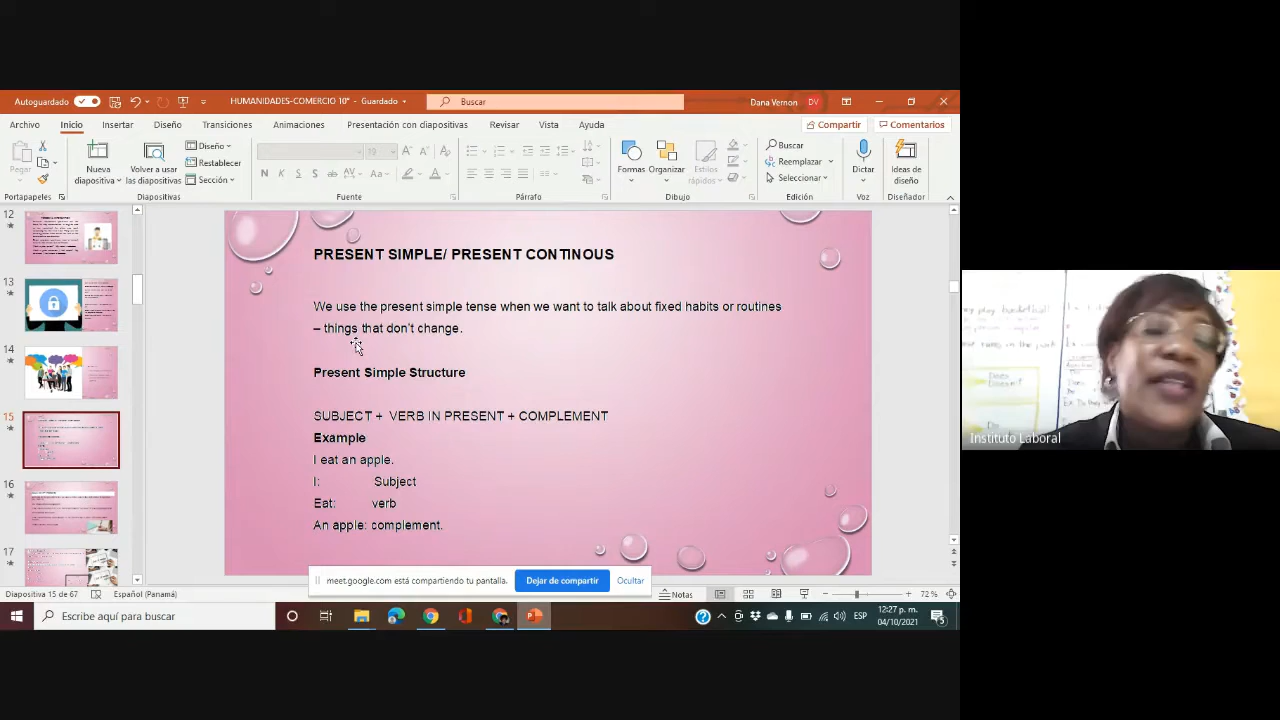 Autoguardado
HUMANIDADES-COMERCIO 10° - Guardado
Buscar
Dana Vernon
DV
Archivo Inicio Insertar Diseño Transiciones Animaciones Presentación con diapositivas Revisar Vista Ayuda
Compartir
Comentarios
Pegar
Nueva diapositiva
Volver a usar las diapositivas
Diseño
Restablecer
Sección
19
N K S S ab AV Aa
Formas
Organizar
Estilos rápidos
Buscar
Reemplazar
Seleccionar
Dictar
Ideas de diseño
Portapapeles Diapositivas Fuente Párrafo Dibujo Edición Voz Diseñador
12
13
14
15
16
17
PRESENT SIMPLE/ PRESENT CONTINOUS
We use the present simple tense when we want to talk about fixed habits or routines
– things that don't change.
Present Simple Structure
SUBJECT + VERB IN PRESENT + COMPLEMENT
Example
I eat an apple.
I: Subject
Eat: verb
An apple: complement.
Instituto Laboral
meet.google.com está compartiendo tu pantalla.
Dejar de compartir
Ocultar
Diapositiva 15 de 67
Español (Panamá)
Notas
72 %
Escribe aquí para buscar
ESP
12:27 p. m.
04/10/2021
5